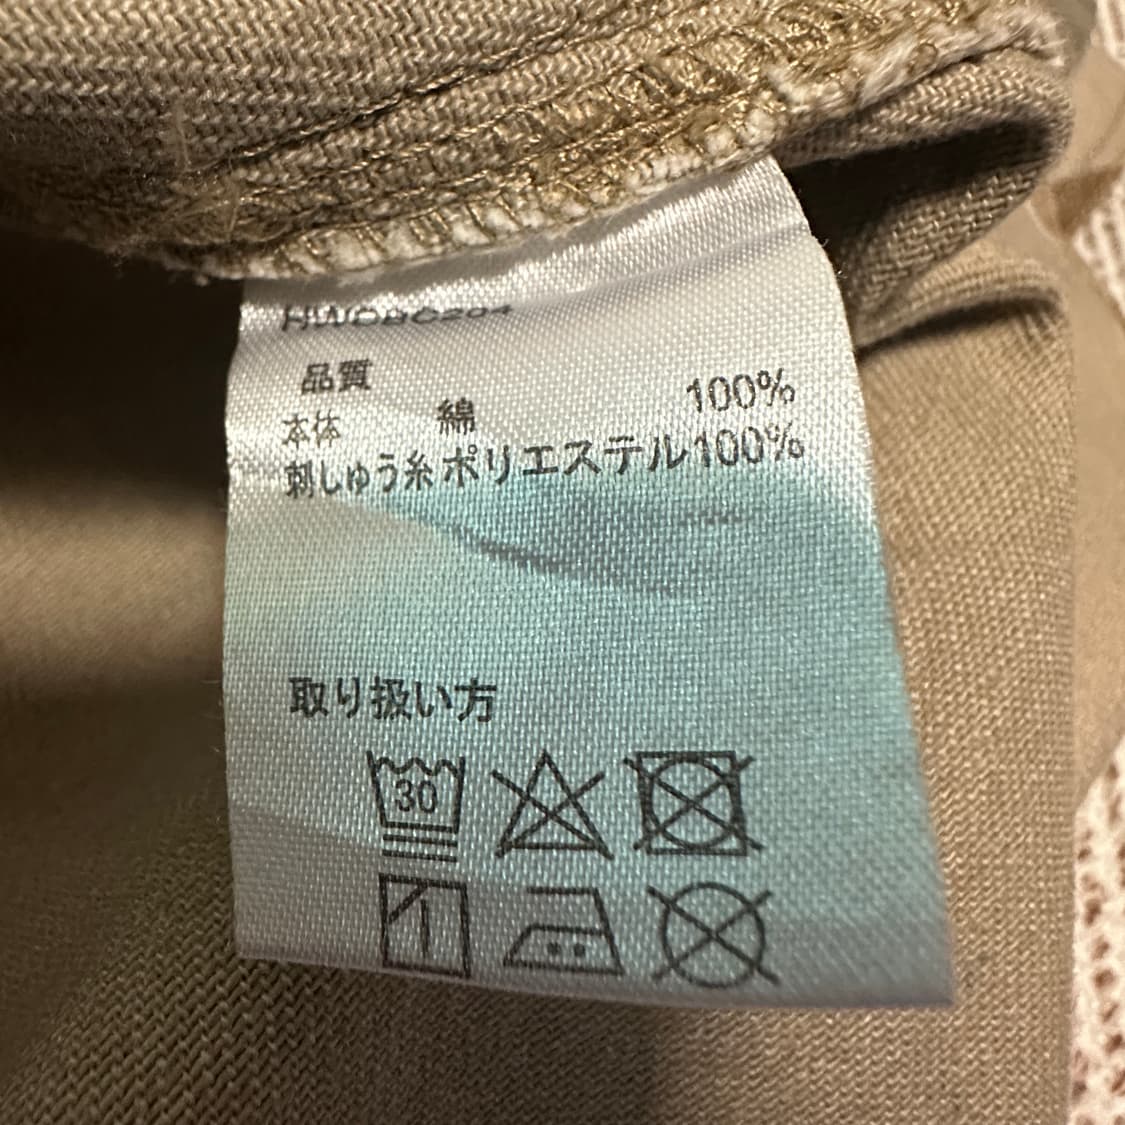 品質
本体 綿 100%
刺しゅう糸 ポリエステル100%
取り扱い方
30